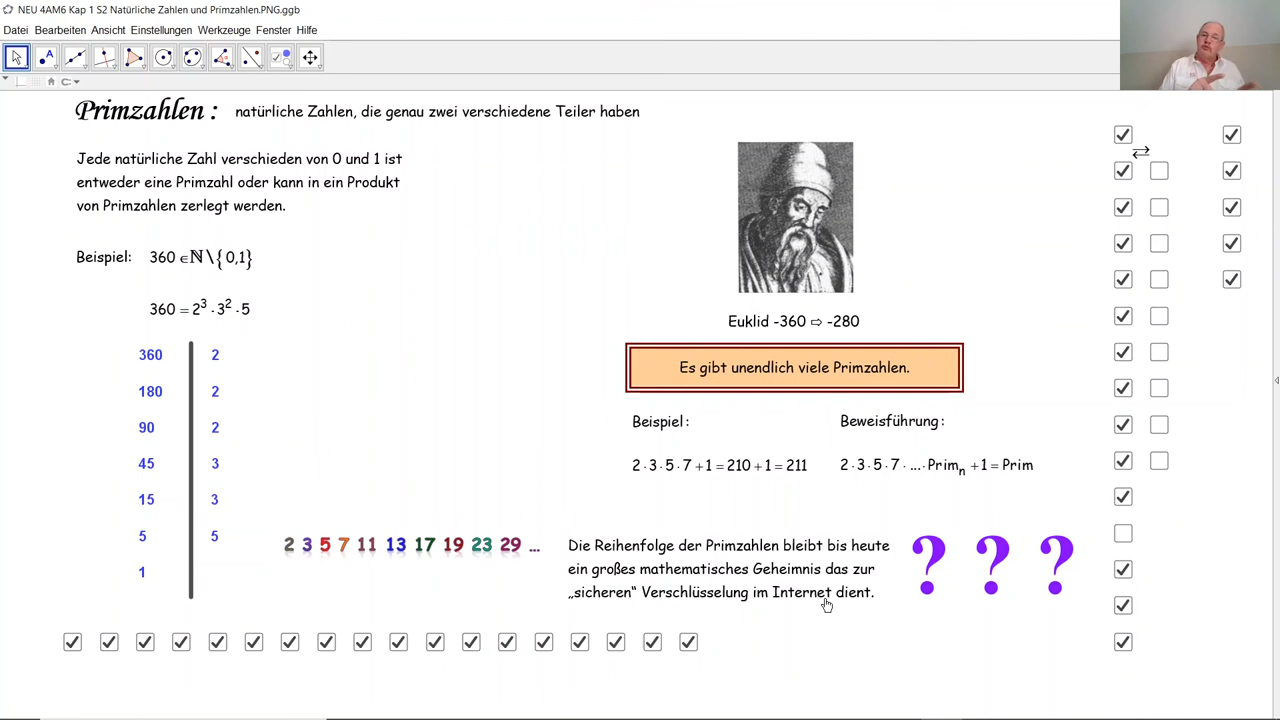 NEU 4AM6 Kap 1 S2 Natürliche Zahlen und Primzahlen.PNG.ggb
Datei Bearbeiten Ansicht Einstellungen Werkzeuge Fenster Hilfe
Primzahlen : natürliche Zahlen, die genau zwei verschiedene Teiler haben
Jede natürliche Zahl verschieden von 0 und 1 ist
entweder eine Primzahl oder kann in ein Produkt
von Primzahlen zerlegt werden.
Beispiel: 360 ∈ ℕ \ { 0,1 }
360 = 2³ · 3² · 5
360 2
180 2
90 2
45 3
15 3
5 5
1
2 3 5 7 11 13 17 19 23 29 ...
Euklid -360 ⇨ -280
Es gibt unendlich viele Primzahlen.
Beispiel : Beweisführung :
2 · 3 · 5 · 7 + 1 = 210 + 1 = 211 2 · 3 · 5 · 7 · ... · Primₙ + 1 = Prim
Die Reihenfolge der Primzahlen bleibt bis heute
ein großes mathematisches Geheimnis das zur
„sicheren“ Verschlüsselung im Internet dient.
? ? ?